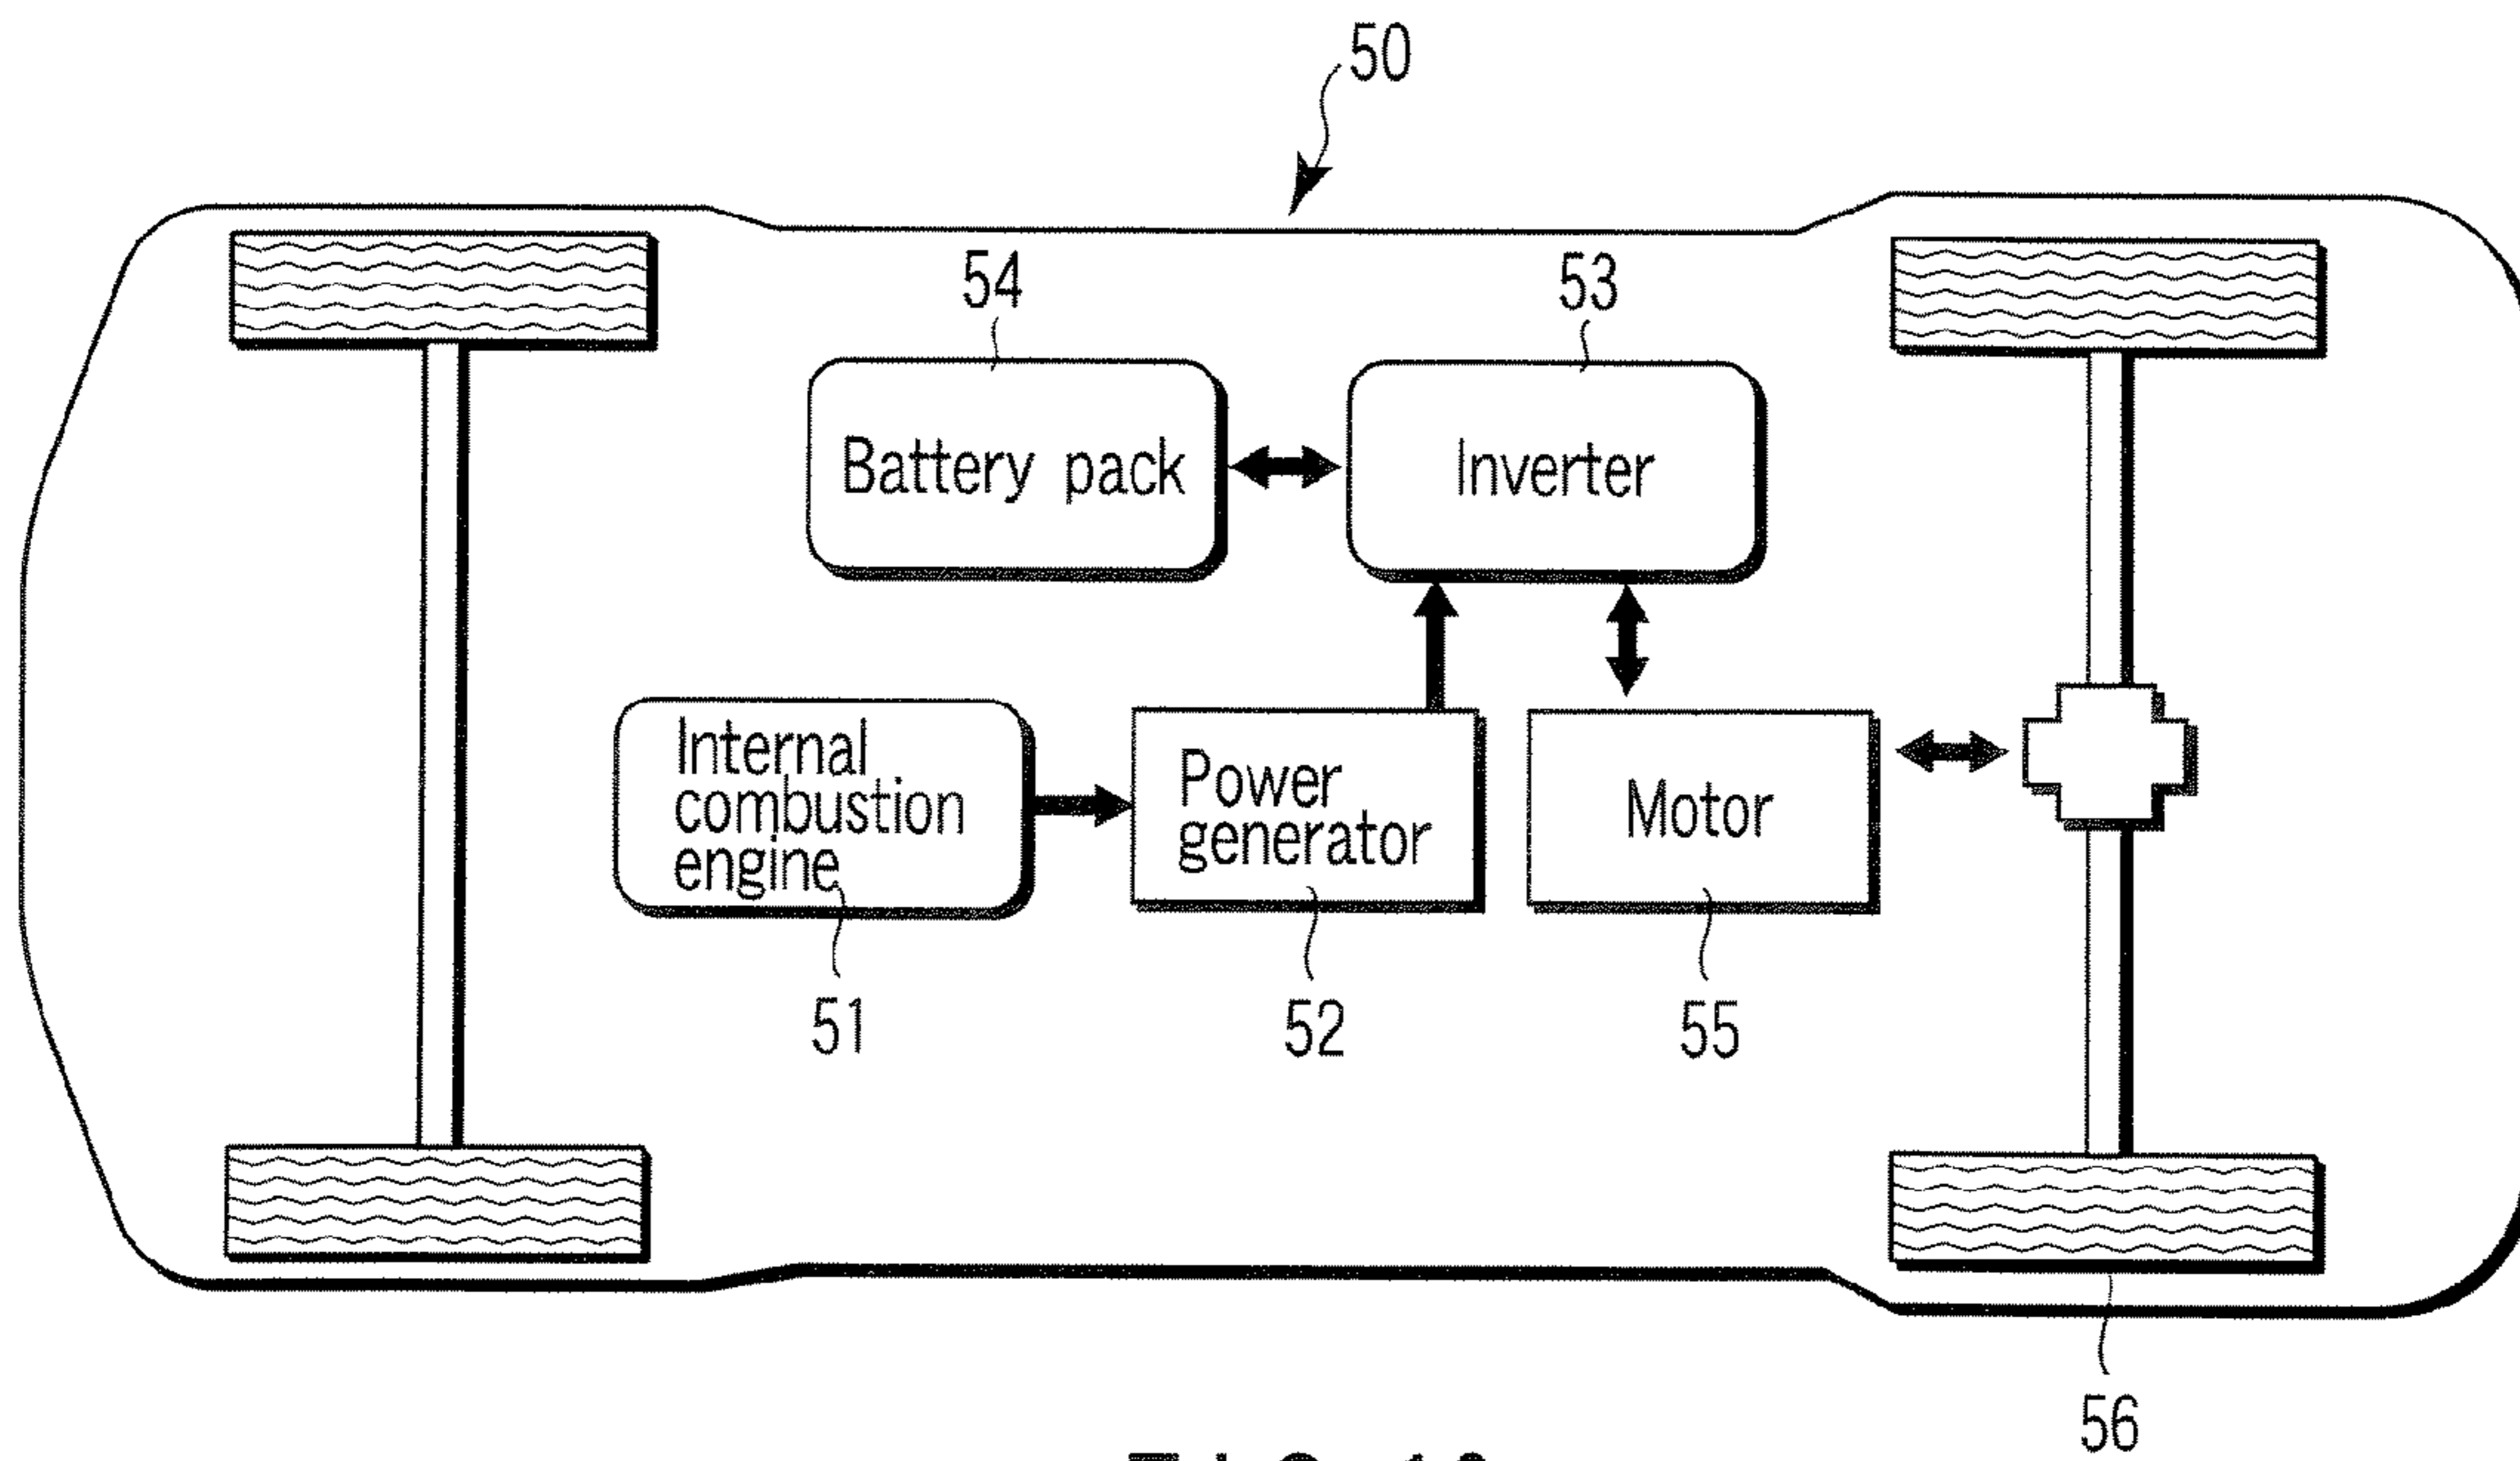 50
54
53
Battery pack
Inverter
Internal
combustion
engine
Power
generator
Motor
51
52
55
56